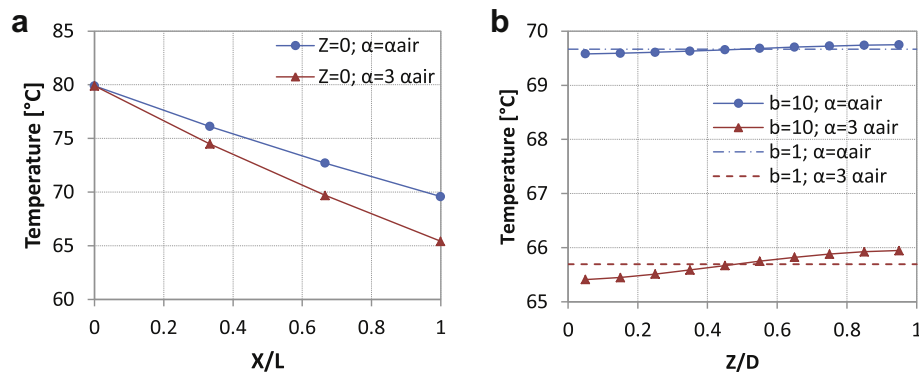 a
85
80
75
70
65
60
Temperature [°C]
0
0.2
0.4
0.6
0.8
1
X/L
Z=0; α=αair
Z=0; α=3 αair
b
70
69
68
67
66
65
Temperature [°C]
0
0.2
0.4
0.6
0.8
1
Z/D
b=10; α=αair
b=10; α=3 αair
b=1; α=αair
b=1; α=3 αair